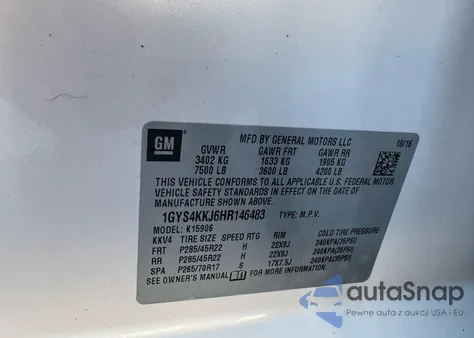 GM
MFD BY GENERAL MOTORS LLC
10/16
GVWR GAWR FRT GAWR RR
3402 KG 1633 KG 1905 KG
7500 LB 3600 LB 4200 LB
THIS VEHICLE CONFORMS TO ALL APPLICABLE U.S. FEDERAL MOTOR
VEHICLE SAFETY STANDARDS IN EFFECT ON THE DATE OF
MANUFACTURE SHOWN ABOVE.
1GYS4KKJ6HR146483 TYPE: M.P.V.
MODEL: K15906
KKV4 TIRE SIZE SPEED RTG RIM COLD TIRE PRESSURE
FRT P285/45R22 H 22X9J 240KPA(35PSI)
RR P285/45R22 H 22X9J 240KPA(35PSI)
SPA P265/70R17 17X7.5J 240KPA(35PSI)
SEE OWNER'S MANUAL FOR MORE INFORMATION.
autaSnap
Pewne auta z aukcji USA i EU